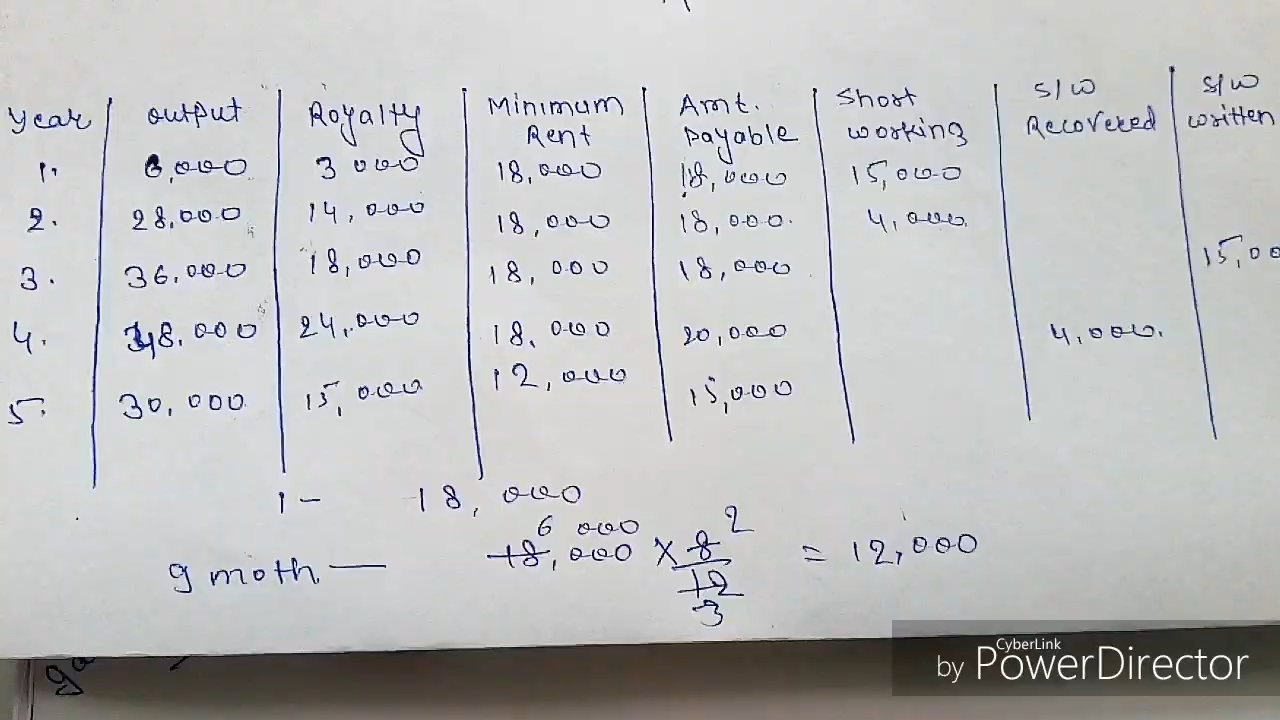 Year output Royalty Minimum Rent Amt. Payable Short working S/W Recovered S/W written
1. 6,000 3000 18,000 18,000 15,000
2. 28,000 14,000 18,000 18,000. 4,000.
3. 36,000 18,000 18,000 18,000 15,00
4. 48,000 24,000 18,000 20,000 4,000.
5. 30,000 15,000 12,000 15,000
1 - 18,000
6 000 2
9 moth. — 18,000 × 8/12 = 12,000
3
CyberLink
by PowerDirector